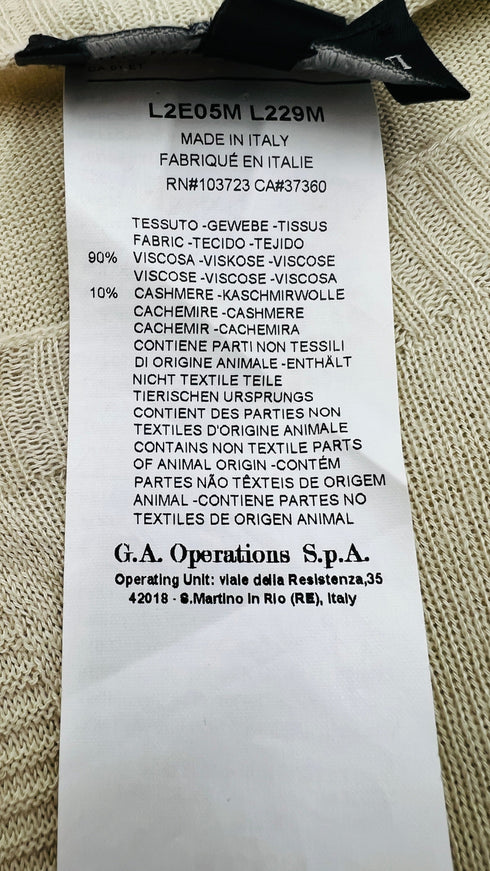 L2E05M L229M
MADE IN ITALY
FABRIQUÉ EN ITALIE
RN#103723 CA#37360
TESSUTO -GEWEBE -TISSUS
FABRIC -TECIDO -TEJIDO
90% VISCOSA -VISKOSE -VISCOSE
VISCOSE -VISCOSE -VISCOSA
10% CASHMERE -KASCHMIRWOLLE
CACHEMIRE -CASHMERE
CACHEMIR -CACHEMIRA
CONTIENE PARTI NON TESSILI
DI ORIGINE ANIMALE -ENTHÄLT
NICHT TEXTILE TEILE
TIERISCHEN URSPRUNGS
CONTIENT DES PARTIES NON
TEXTILES D'ORIGINE ANIMALE
CONTAINS NON TEXTILE PARTS
OF ANIMAL ORIGIN -CONTÉM
PARTES NÃO TÊXTEIS DE ORIGEM
ANIMAL -CONTIENE PARTES NO
TEXTILES DE ORIGEN ANIMAL
G.A. Operations S.p.A.
Operating Unit: viale della Resistenza,35
42018 - S.Martino in Rio (RE), Italy